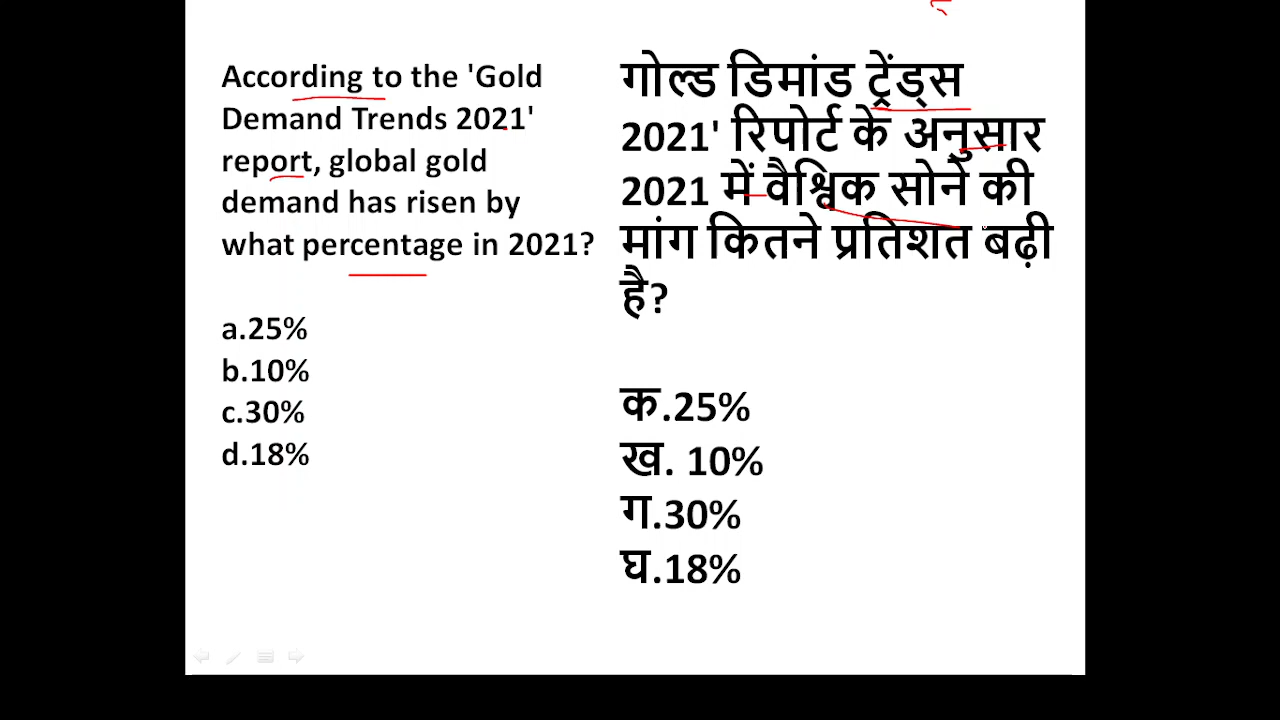 According to the 'Gold
Demand Trends 2021'
report, global gold
demand has risen by
what percentage in 2021?
a.25%
b.10%
c.30%
d.18%
गोल्ड डिमांड ट्रेंड्स
2021' रिपोर्ट के अनुसार
2021 में वैश्विक सोने की
मांग कितने प्रतिशत बढ़ी
है?
क.25%
ख. 10%
ग.30%
घ.18%